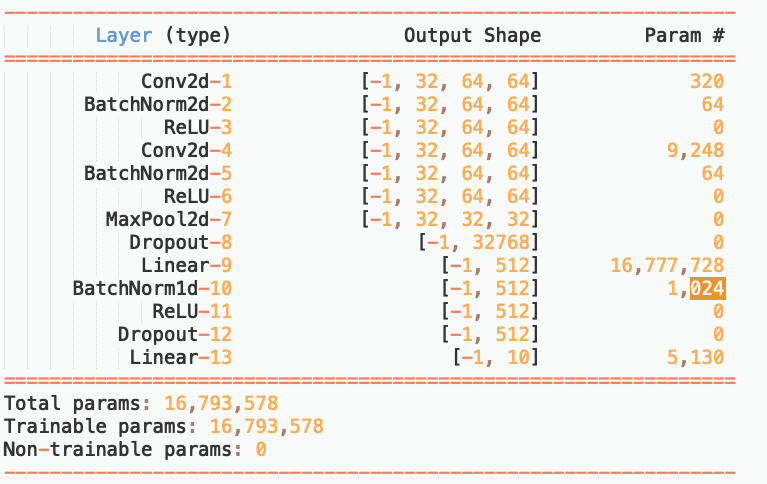 ----------------------------------------------------------------
        Layer (type)               Output Shape         Param #
================================================================
            Conv2d-1           [-1, 32, 64, 64]             320
       BatchNorm2d-2           [-1, 32, 64, 64]              64
              ReLU-3           [-1, 32, 64, 64]               0
            Conv2d-4           [-1, 32, 64, 64]           9,248
       BatchNorm2d-5           [-1, 32, 64, 64]              64
              ReLU-6           [-1, 32, 64, 64]               0
         MaxPool2d-7           [-1, 32, 32, 32]               0
           Dropout-8                [-1, 32768]               0
            Linear-9                  [-1, 512]      16,777,728
      BatchNorm1d-10                  [-1, 512]           1,024
             ReLU-11                  [-1, 512]               0
          Dropout-12                  [-1, 512]               0
           Linear-13                   [-1, 10]           5,130
================================================================
Total params: 16,793,578
Trainable params: 16,793,578
Non-trainable params: 0
----------------------------------------------------------------